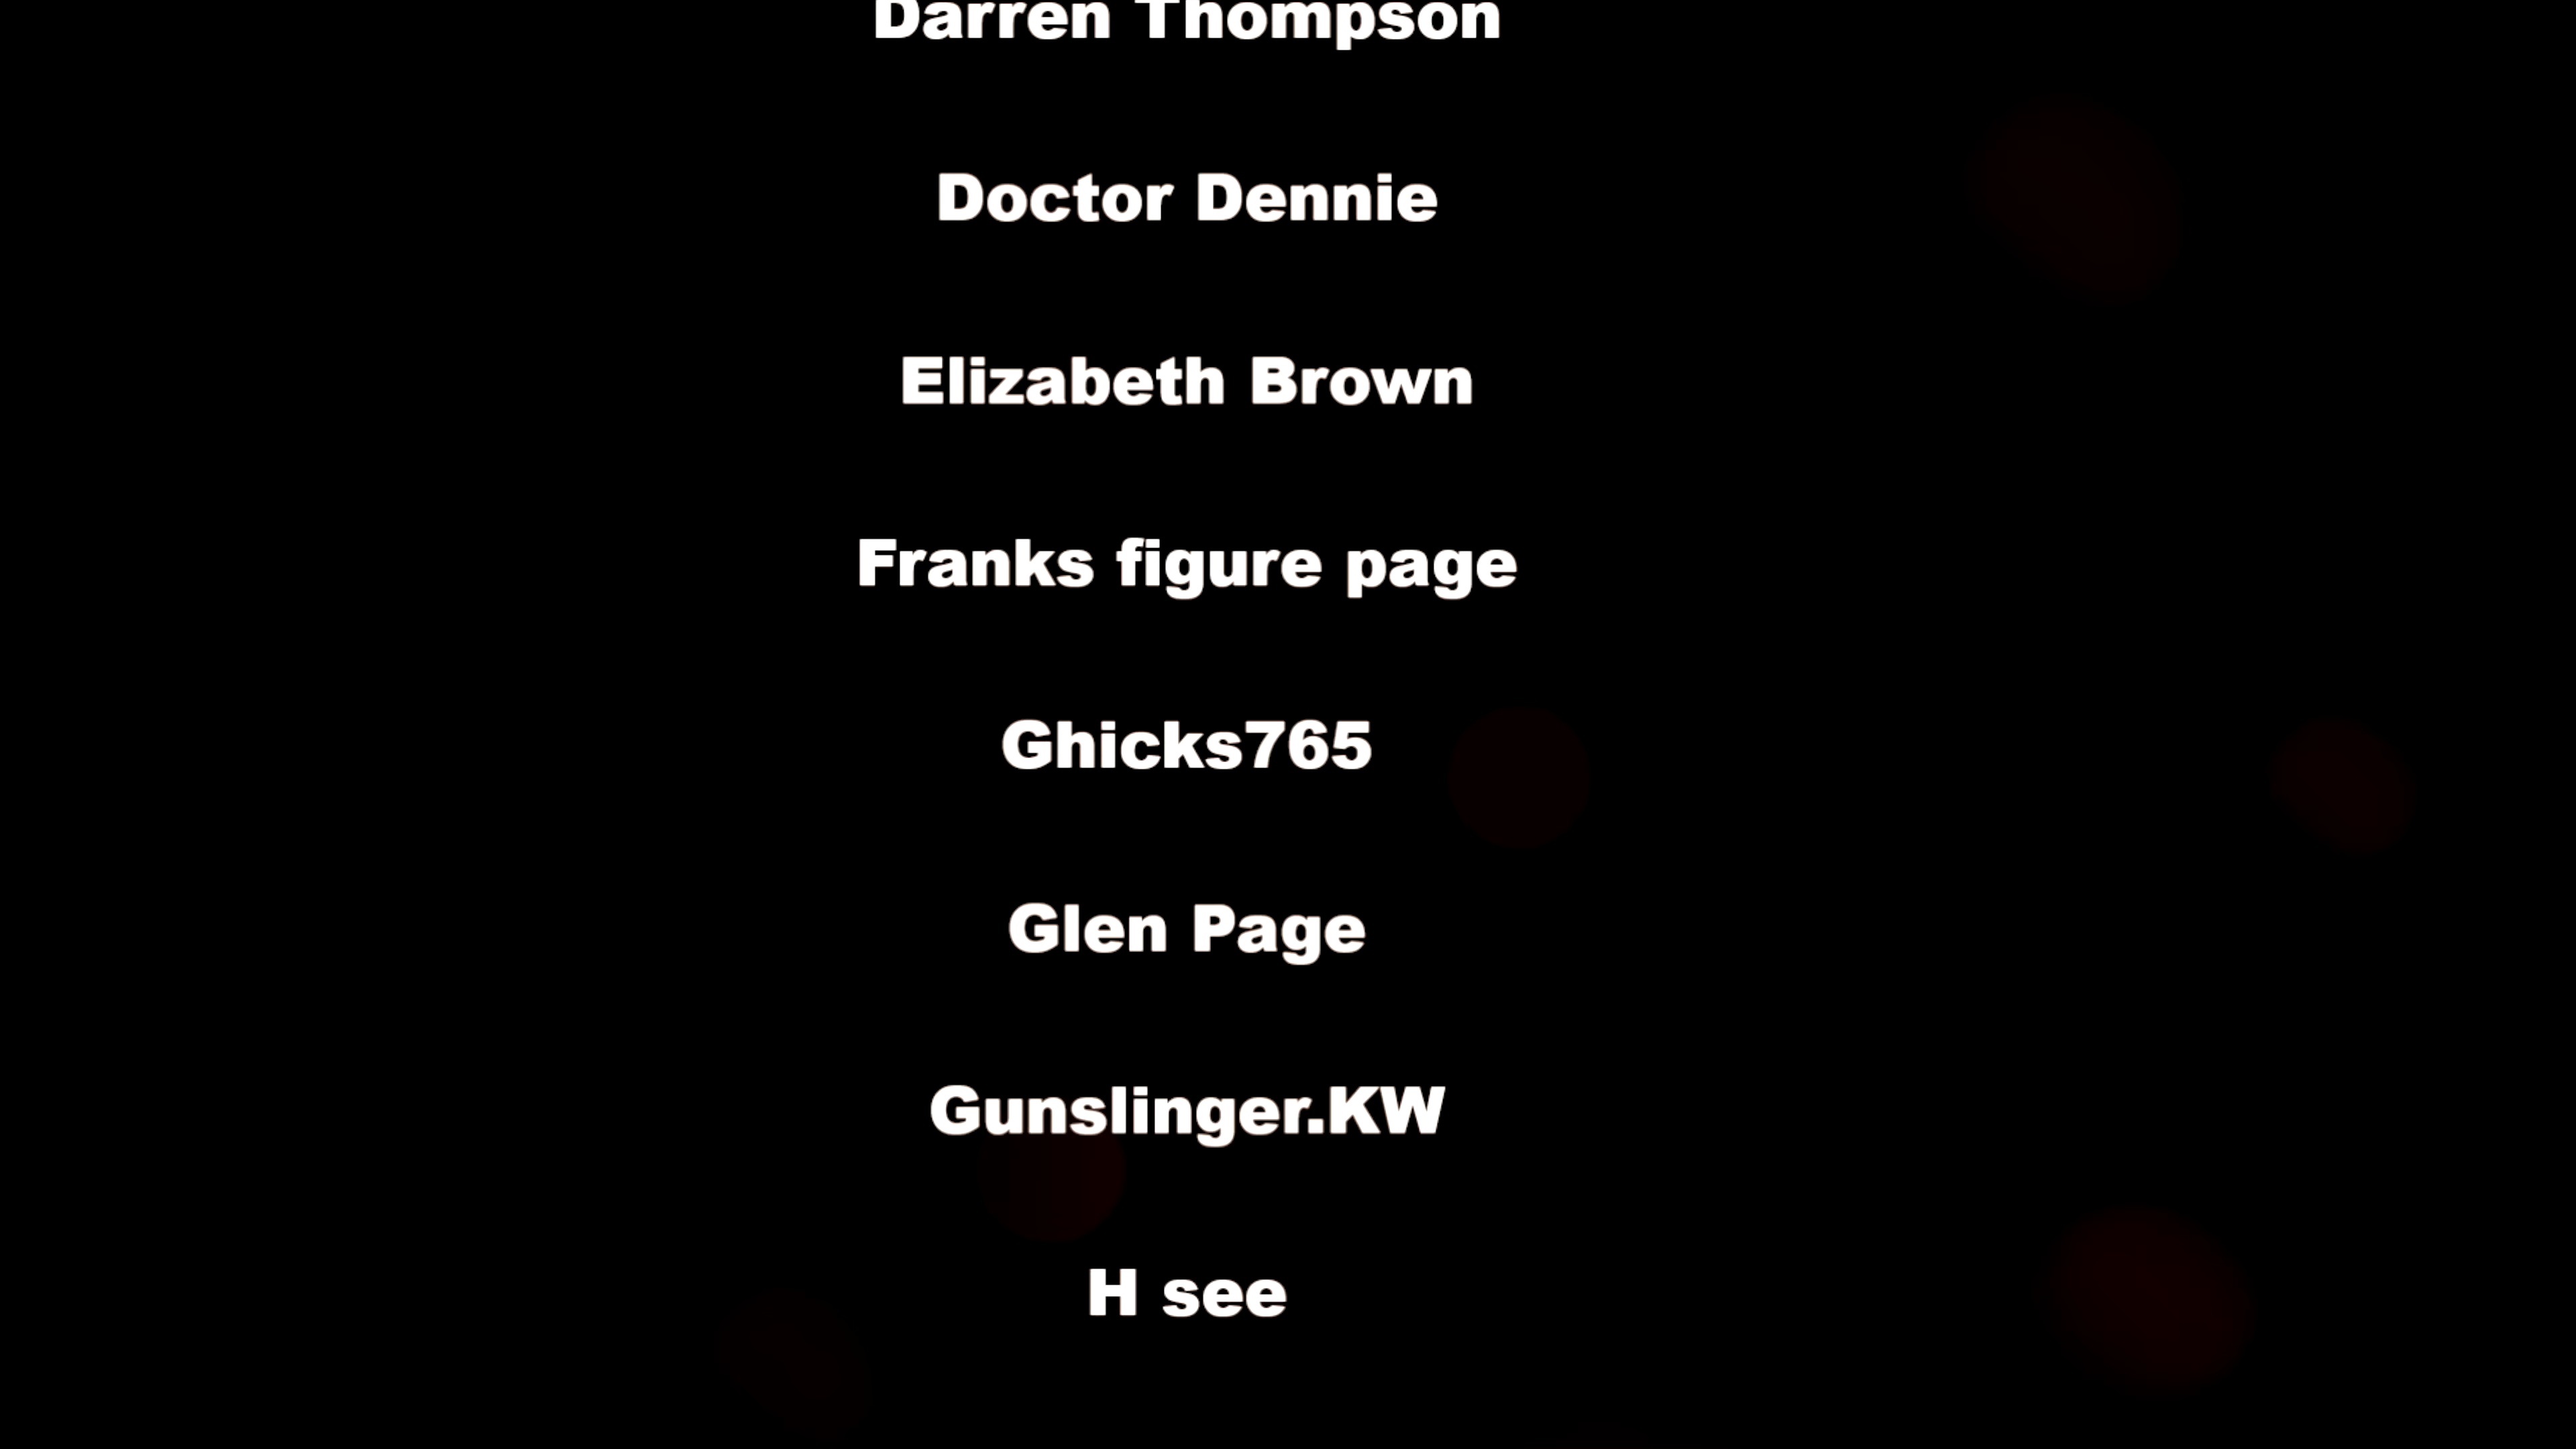 Darren Thompson
Doctor Dennie
Elizabeth Brown
Franks figure page
Ghicks765
Glen Page
Gunslinger.KW
H see